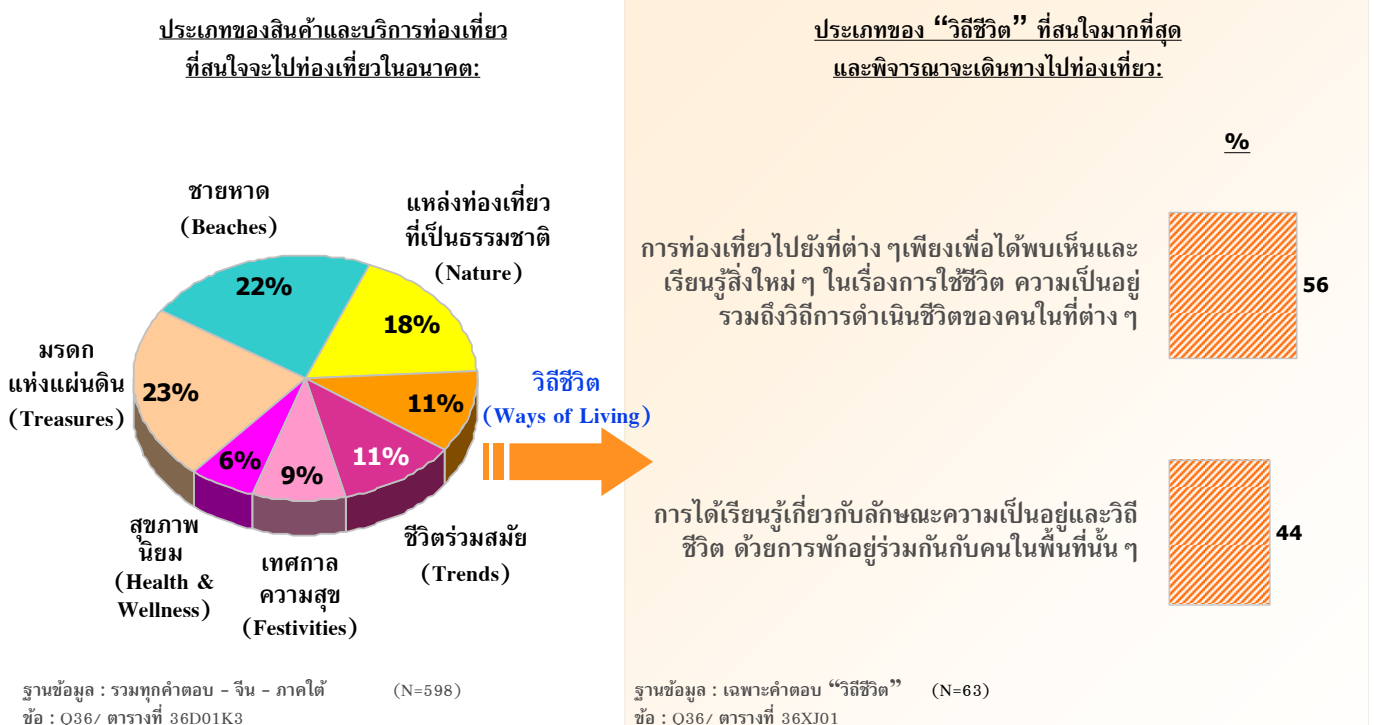 ประเภทของสินค้าและบริการท่องเที่ยว
ที่สนใจจะไปท่องเที่ยวในอนาคต:
ชายหาด
(Beaches)
แหล่งท่องเที่ยว
ที่เป็นธรรมชาติ
(Nature)
22%
18%
มรดก
แห่งแผ่นดิน
(Treasures)
23%
11%
วิถีชีวิต
(Ways of Living)
6%
9%
11%
สุขภาพ
นิยม
(Health &
Wellness)
เทศกาล
ความสุข
(Festivities)
ชีวิตร่วมสมัย
(Trends)
ฐานข้อมูล : รวมทุกคำตอบ - จีน - ภาคใต้ (N=598)
ข้อ : Q36/ ตารางที่ 36D01K3
ประเภทของ “วิถีชีวิต” ที่สนใจมากที่สุด
และพิจารณาจะเดินทางไปท่องเที่ยว:
%
การท่องเที่ยวไปยังที่ต่าง ๆเพียงเพื่อได้พบเห็นและ
เรียนรู้สิ่งใหม่ ๆ ในเรื่องการใช้ชีวิต ความเป็นอยู่
รวมถึงวิถีการดำเนินชีวิตของคนในที่ต่าง ๆ
56
การได้เรียนรู้เกี่ยวกับลักษณะความเป็นอยู่และวิถี
ชีวิต ด้วยการพักอยู่ร่วมกันกับคนในพื้นที่นั้น ๆ
44
ฐานข้อมูล : เฉพาะคำตอบ “วิถีชีวิต” (N=63)
ข้อ : Q36/ ตารางที่ 36XJ01